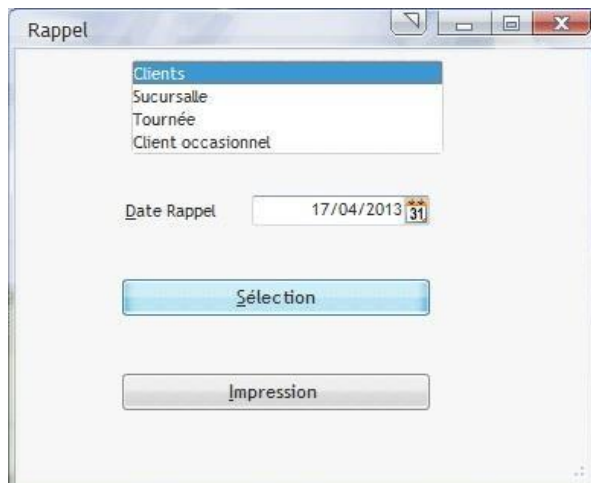 Rappel
Clients
Sucursalle
Tournée
Client occasionnel
Date Rappel 17/04/2013 31
Sélection
Impression